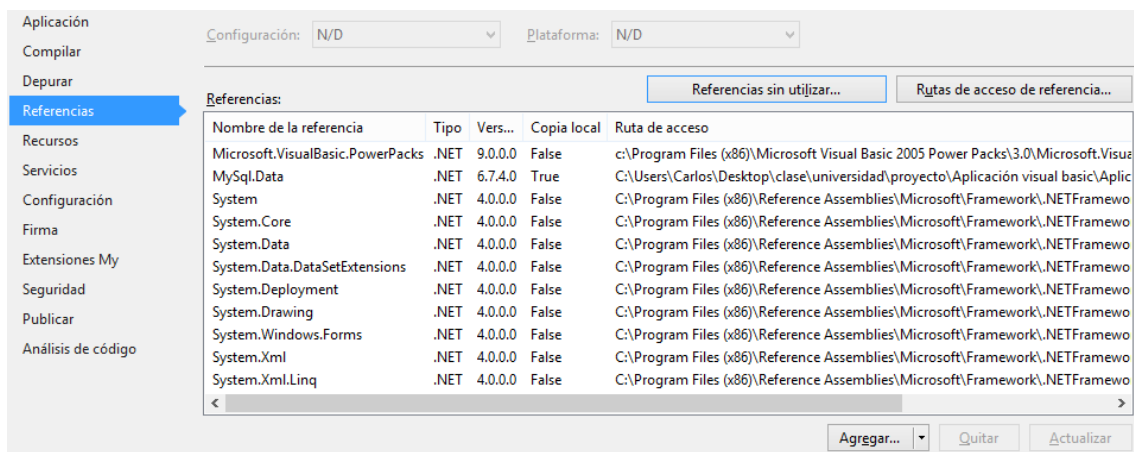 Aplicación
Compilar
Depurar
Referencias
Recursos
Servicios
Configuración
Firma
Extensiones My
Seguridad
Publicar
Análisis de código
Configuración: N/D Plataforma: N/D
Referencias sin utilizar... Rutas de acceso de referencia...
Referencias:
Nombre de la referencia Tipo Vers... Copia local Ruta de acceso
Microsoft.VisualBasic.PowerPacks .NET 9.0.0.0 False c:\Program Files (x86)\Microsoft Visual Basic 2005 Power Packs\3.0\Microsoft.Visua
MySql.Data .NET 6.7.4.0 True C:\Users\Carlos\Desktop\clase\universidad\proyecto\Aplicación visual basic\Aplic
System .NET 4.0.0.0 False C:\Program Files (x86)\Reference Assemblies\Microsoft\Framework\.NETFramewo
System.Core .NET 4.0.0.0 False C:\Program Files (x86)\Reference Assemblies\Microsoft\Framework\.NETFramewo
System.Data .NET 4.0.0.0 False C:\Program Files (x86)\Reference Assemblies\Microsoft\Framework\.NETFramewo
System.Data.DataSetExtensions .NET 4.0.0.0 False C:\Program Files (x86)\Reference Assemblies\Microsoft\Framework\.NETFramewo
System.Deployment .NET 4.0.0.0 False C:\Program Files (x86)\Reference Assemblies\Microsoft\Framework\.NETFramewo
System.Drawing .NET 4.0.0.0 False C:\Program Files (x86)\Reference Assemblies\Microsoft\Framework\.NETFramewo
System.Windows.Forms .NET 4.0.0.0 False C:\Program Files (x86)\Reference Assemblies\Microsoft\Framework\.NETFramewo
System.Xml .NET 4.0.0.0 False C:\Program Files (x86)\Reference Assemblies\Microsoft\Framework\.NETFramewo
System.Xml.Linq .NET 4.0.0.0 False C:\Program Files (x86)\Reference Assemblies\Microsoft\Framework\.NETFramewo
Agregar... Quitar Actualizar